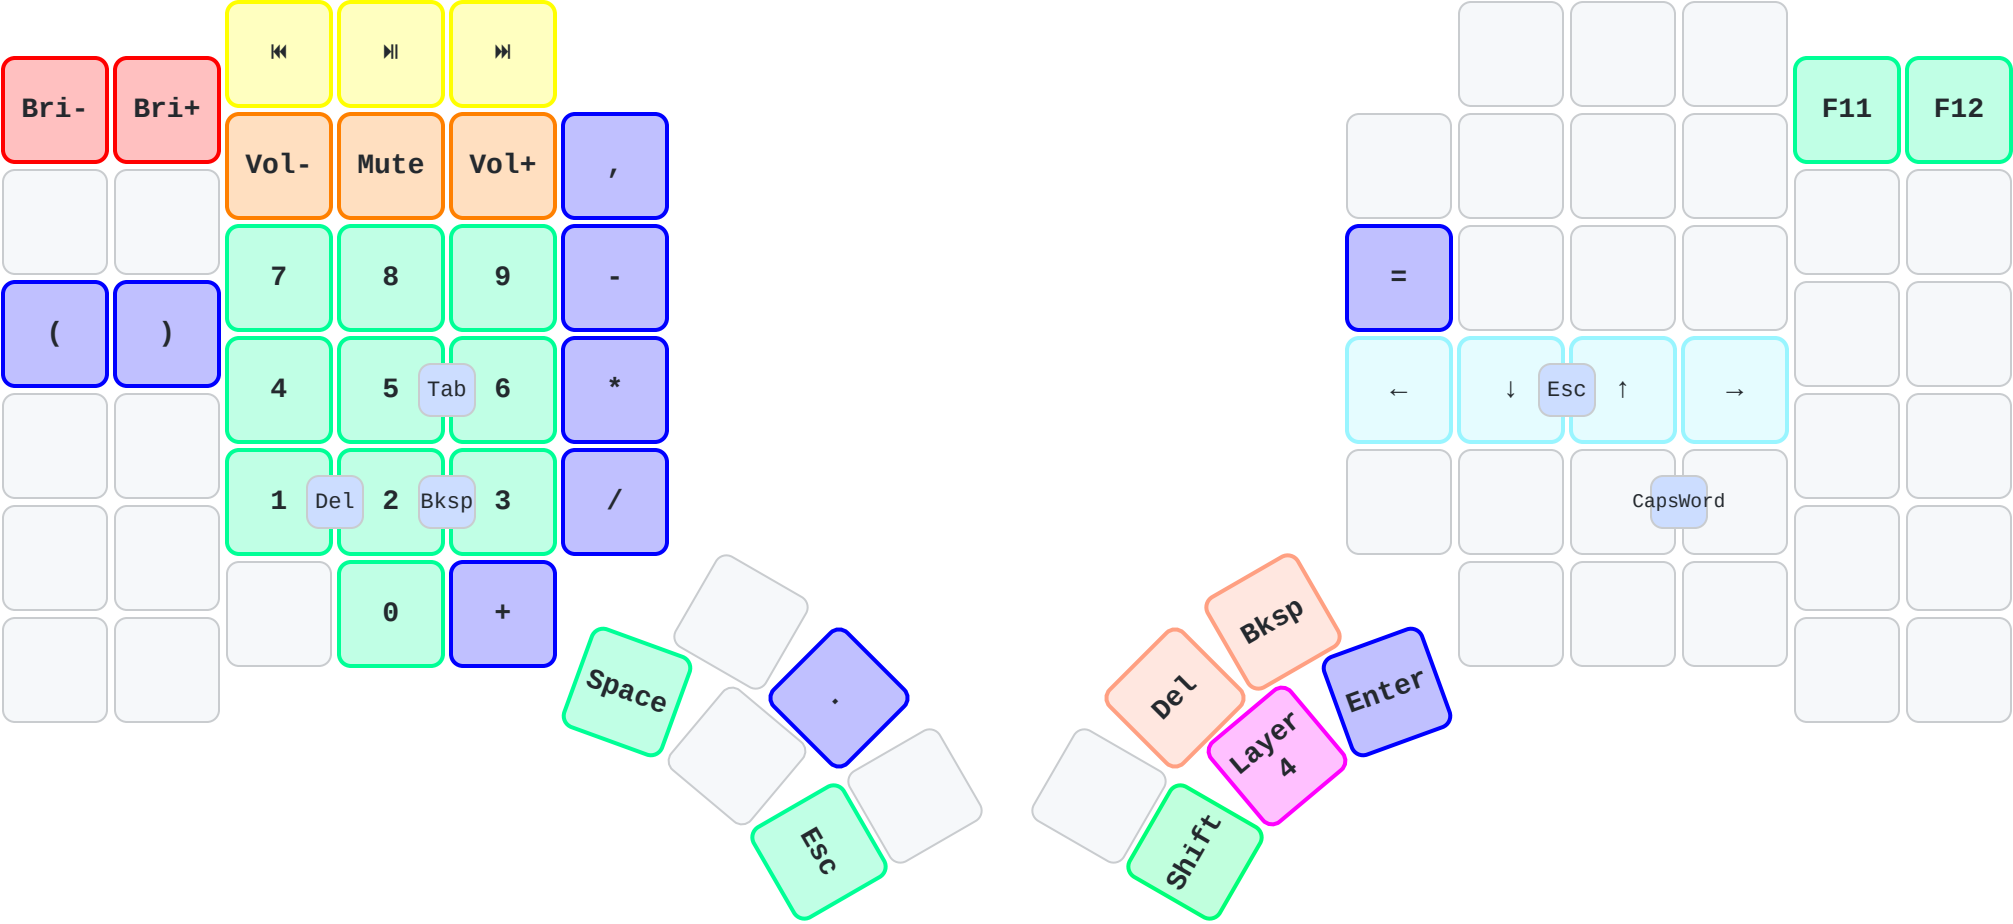 ⏮ ⏯ ⏭
Bri- Bri+ F11 F12
Vol- Mute Vol+ ,
7 8 9 - =
( )
4 5 Tab 6 * ← ↓ Esc ↑ →
1 Del 2 Bksp 3 / CapsWord
0 + Bksp
Space . Del Enter
Layer
4
Esc Shift